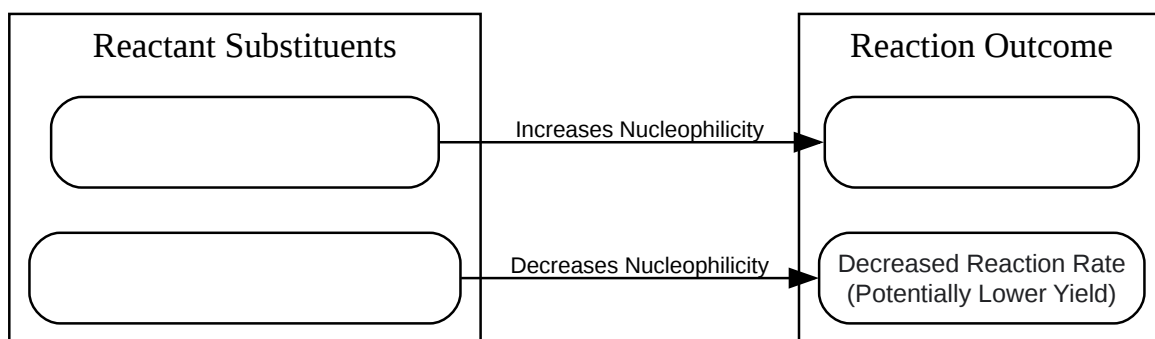 Reactant Substituents
Reaction Outcome
Increases Nucleophilicity
Decreases Nucleophilicity
Decreased Reaction Rate
(Potentially Lower Yield)